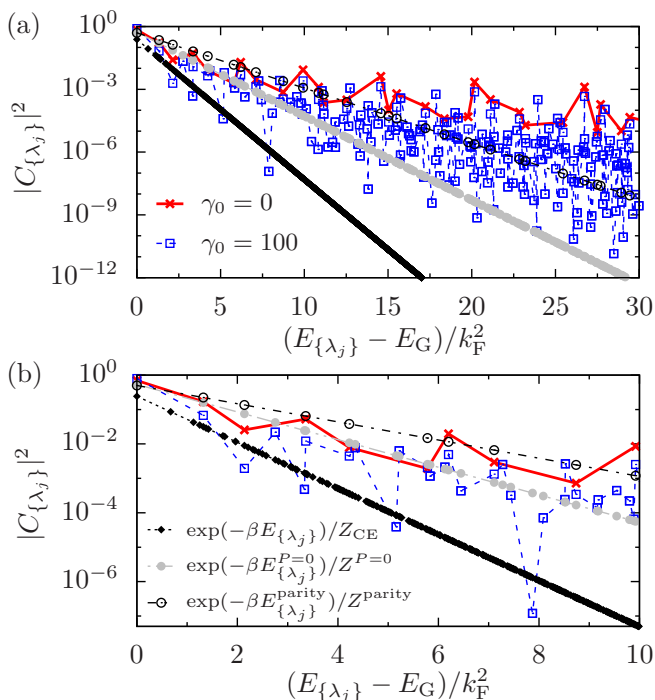 (a)
10^0
10^-3
10^-6
10^-9
10^-12
|C_{λ_j}|^2
γ_0 = 0
γ_0 = 100
0 5 10 15 20 25 30
(E_{λ_j} − E_G)/k_F^2
(b)
10^0
10^-2
10^-4
10^-6
|C_{λ_j}|^2
exp(−βE_{λ_j})/Z_CE
exp(−βE_{λ_j}^{P=0})/Z^{P=0}
exp(−βE_{λ_j}^{parity})/Z^{parity}
0 2 4 6 8 10
(E_{λ_j} − E_G)/k_F^2